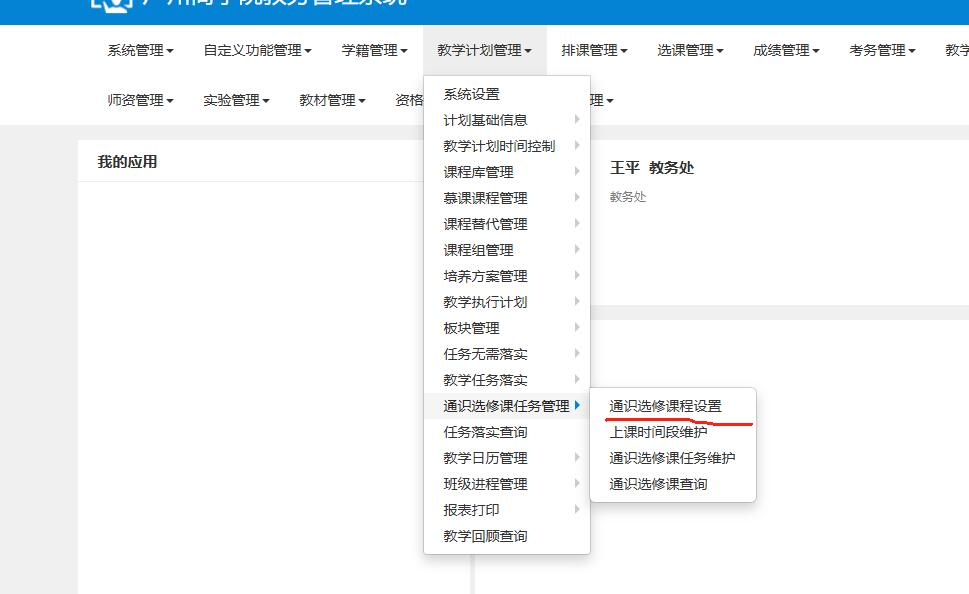 系统管理 自定义功能管理 学籍管理 教学计划管理 排课管理 选课管理 成绩管理 考务管理 教学
师资管理 实验管理 教材管理 资格 理
我的应用
系统设置
计划基础信息
教学计划时间控制
课程库管理
慕课课程管理
课程替代管理
课程组管理
培养方案管理
教学执行计划
板块管理
任务无需落实
教学任务落实
通识选修课任务管理
任务落实查询
教学日历管理
班级进程管理
报表打印
教学回顾查询
通识选修课程设置
上课时间段维护
通识选修课任务维护
通识选修课查询
王平 教务处
教务处